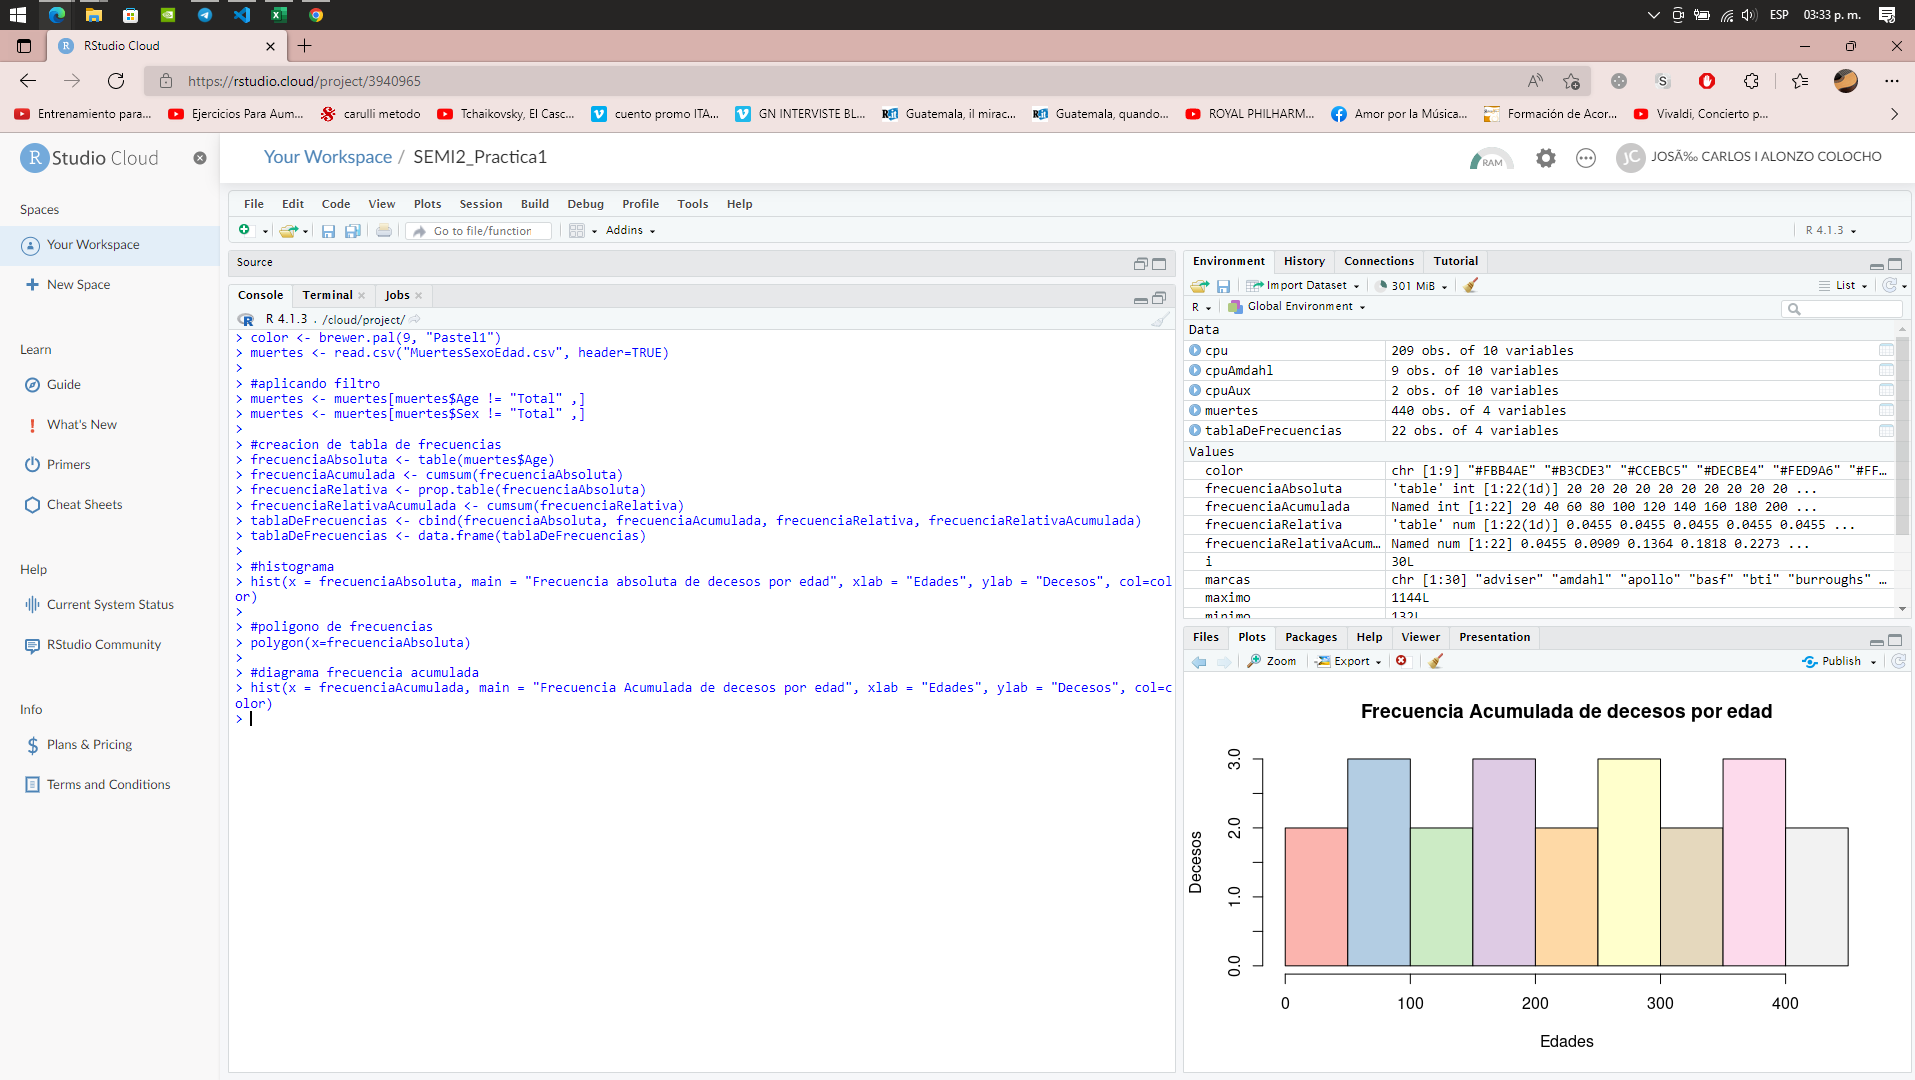 ESP 03:33 p. m.
RStudio Cloud
https://rstudio.cloud/project/3940965
Entrenamiento para... Ejercicios Para Aum... carulli metodo Tchaikovsky, El Casc... cuento promo ITA... GN INTERVISTE BL... Guatemala, il mirac... Guatemala, quando... ROYAL PHILHARM... Amor por la Música... Formación de Acor... Vivaldi, Concierto p...
R Studio Cloud
Your Workspace / SEMI2_Practica1
RAM
JC JOSÃ‰ CARLOS I ALONZO COLOCHO
Spaces
Your Workspace
New Space
Learn
Guide
What's New
Primers
Cheat Sheets
Help
Current System Status
RStudio Community
Info
Plans & Pricing
Terms and Conditions
File Edit Code View Plots Session Build Debug Profile Tools Help
Go to file/function Addins R 4.1.3
Source
Console Terminal Jobs
R 4.1.3 . /cloud/project/
> color <- brewer.pal(9, "Pastel1")
> muertes <- read.csv("MuertesSexoEdad.csv", header=TRUE)
>
> #aplicando filtro
> muertes <- muertes[muertes$Age != "Total" ,]
> muertes <- muertes[muertes$Sex != "Total" ,]
>
> #creacion de tabla de frecuencias
> frecuenciaAbsoluta <- table(muertes$Age)
> frecuenciaAcumulada <- cumsum(frecuenciaAbsoluta)
> frecuenciaRelativa <- prop.table(frecuenciaAbsoluta)
> frecuenciaRelativaAcumulada <- cumsum(frecuenciaRelativa)
> tablaDeFrecuencias <- cbind(frecuenciaAbsoluta, frecuenciaAcumulada, frecuenciaRelativa, frecuenciaRelativaAcumulada)
> tablaDeFrecuencias <- data.frame(tablaDeFrecuencias)
>
> #histograma
> hist(x = frecuenciaAbsoluta, main = "Frecuencia absoluta de decesos por edad", xlab = "Edades", ylab = "Decesos", col=col
or)
>
> #poligono de frecuencias
> polygon(x=frecuenciaAbsoluta)
>
> #diagrama frecuencia acumulada
> hist(x = frecuenciaAcumulada, main = "Frecuencia Acumulada de decesos por edad", xlab = "Edades", ylab = "Decesos", col=c
olor)
>
Environment History Connections Tutorial
Import Dataset 301 MiB List
R Global Environment
Data
cpu 209 obs. of 10 variables
cpuAmdahl 9 obs. of 10 variables
cpuAux 2 obs. of 10 variables
muertes 440 obs. of 4 variables
tablaDeFrecuencias 22 obs. of 4 variables
Values
color chr [1:9] "#FBB4AE" "#B3CDE3" "#CCEBC5" "#DECBE4" "#FED9A6" "#FF...
frecuenciaAbsoluta 'table' int [1:22(1d)] 20 20 20 20 20 20 20 20 20 20 ...
frecuenciaAcumulada Named int [1:22] 20 40 60 80 100 120 140 160 180 200 ...
frecuenciaRelativa 'table' num [1:22(1d)] 0.0455 0.0455 0.0455 0.0455 0.0455 ...
frecuenciaRelativaAcum... Named num [1:22] 0.0455 0.0909 0.1364 0.1818 0.2273 ...
i 30L
marcas chr [1:30] "adviser" "amdahl" "apollo" "basf" "bti" "burroughs" ...
maximo 1144L
minimo 132L
Files Plots Packages Help Viewer Presentation
Zoom Export Publish
Frecuencia Acumulada de decesos por edad
Decesos
3.0
2.0
1.0
0.0
0 100 200 300 400
Edades